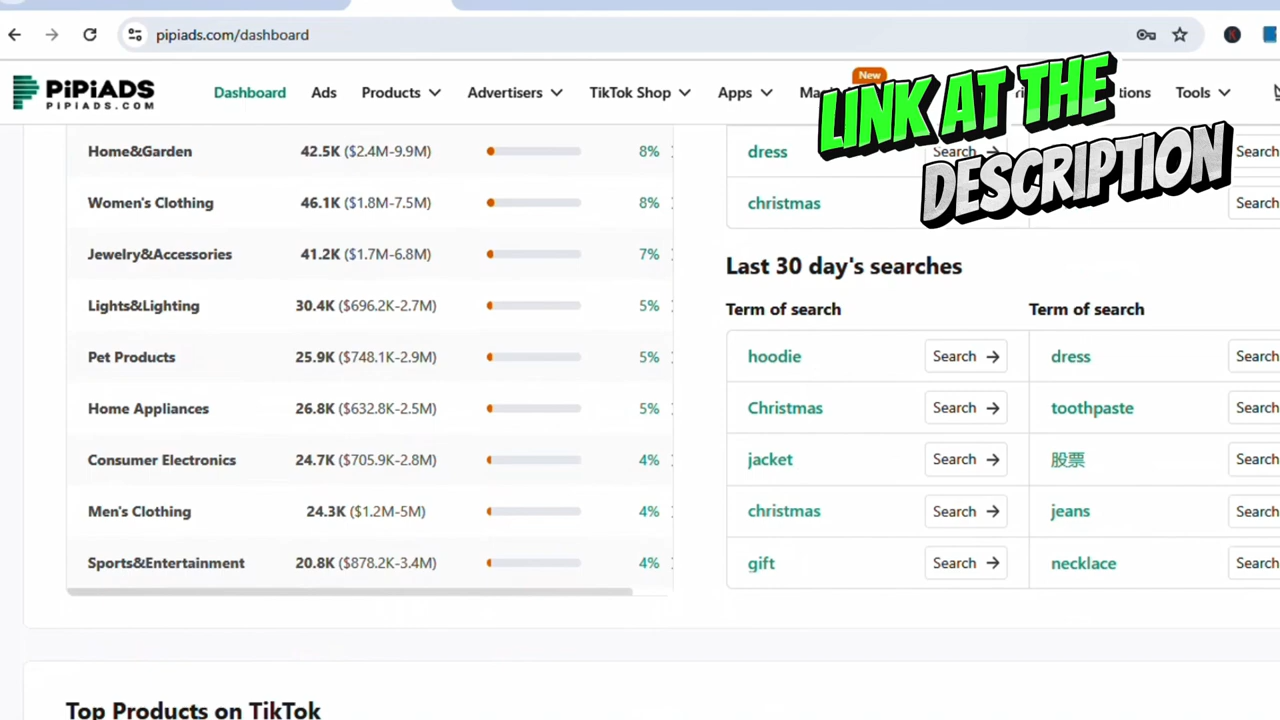 pipiads.com/dashboard
PiPiADS
PIPIADS.COM
Dashboard
Ads
Products
Advertisers
TikTok Shop
Apps
New
Tools
LINK AT THE
DESCRIPTION
Home&Garden 42.5K ($2.4M-9.9M) 8%
Women's Clothing 46.1K ($1.8M-7.5M) 8%
Jewelry&Accessories 41.2K ($1.7M-6.8M) 7%
Lights&Lighting 30.4K ($696.2K-2.7M) 5%
Pet Products 25.9K ($748.1K-2.9M) 5%
Home Appliances 26.8K ($632.8K-2.5M) 5%
Consumer Electronics 24.7K ($705.9K-2.8M) 4%
Men's Clothing 24.3K ($1.2M-5M) 4%
Sports&Entertainment 20.8K ($878.2K-3.4M) 4%
dress Search Search
christmas Search
Last 30 day's searches
Term of search Term of search
hoodie Search → dress Search
Christmas Search → toothpaste Search
jacket Search → 股票 Search
christmas Search → jeans Search
gift Search → necklace Search
Top Products on TikTok